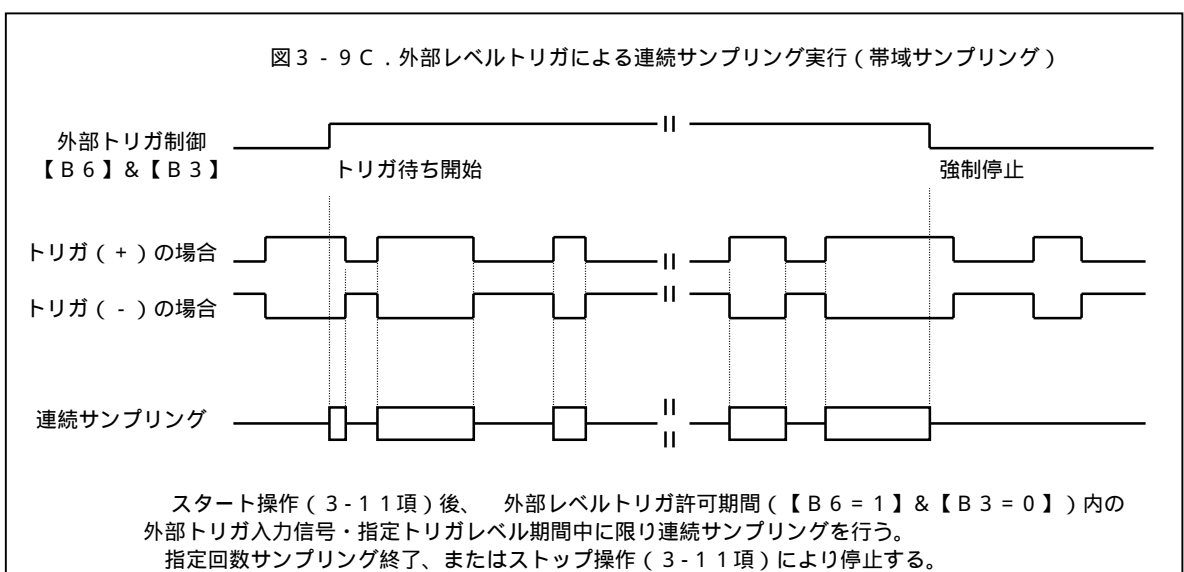 図３-９Ｃ．外部レベルトリガによる連続サンプリング実行（帯域サンプリング）
外部トリガ制御
【Ｂ６】&【Ｂ３】
トリガ待ち開始
強制停止
トリガ（+）の場合
トリガ（-）の場合
連続サンプリング
スタート操作（３-１１項）後、　外部レベルトリガ許可期間（【Ｂ６=１】&【Ｂ３=０】）内の
外部トリガ入力信号・指定トリガレベル期間中に限り連続サンプリングを行う。
指定回数サンプリング終了、またはストップ操作（３-１１項）により停止する。